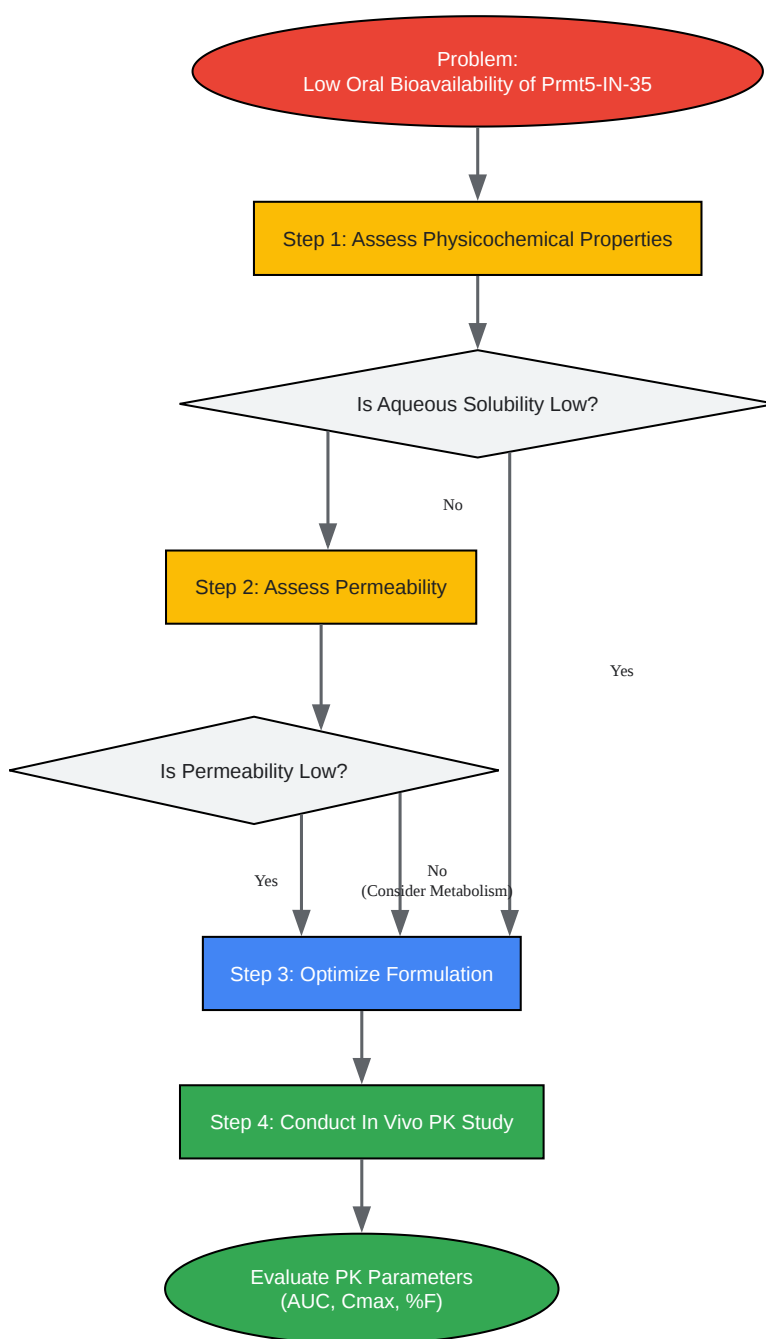 Problem:
Low Oral Bioavailability of Prmt5-IN-35
Step 1: Assess Physicochemical Properties
Is Aqueous Solubility Low?
No
Step 2: Assess Permeability
Yes
Is Permeability Low?
Yes
No
(Consider Metabolism)
Step 3: Optimize Formulation
Step 4: Conduct In Vivo PK Study
Evaluate PK Parameters
(AUC, Cmax, %F)